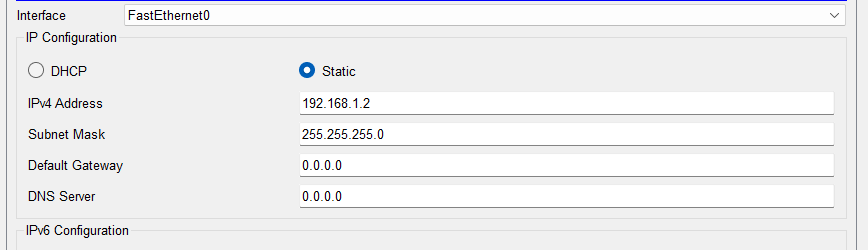 Interface FastEthernet0
IP Configuration
DHCP Static
IPv4 Address 192.168.1.2
Subnet Mask 255.255.255.0
Default Gateway 0.0.0.0
DNS Server 0.0.0.0
IPv6 Configuration